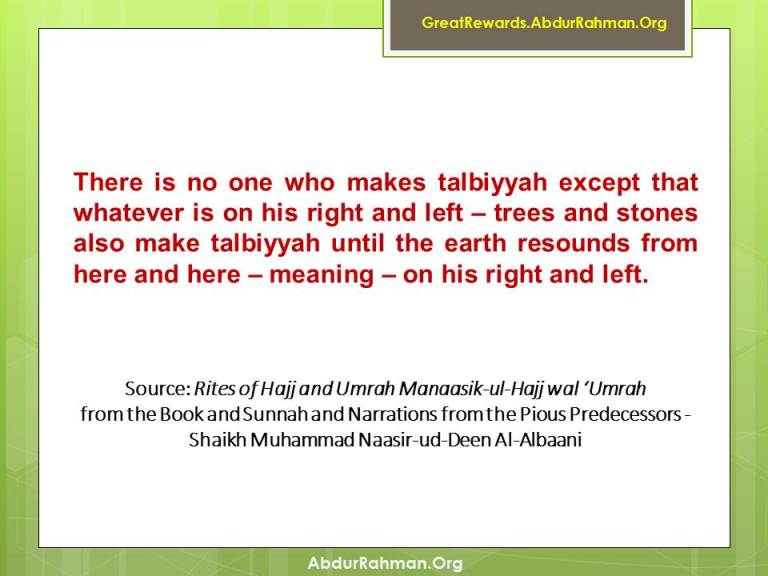 GreatRewards.AbdurRahman.Org
There is no one who makes talbiyyah except that
whatever is on his right and left – trees and stones
also make talbiyyah until the earth resounds from
here and here – meaning – on his right and left.
Source: Rites of Hajj and Umrah Manaasik-ul-Hajj wal ‘Umrah
from the Book and Sunnah and Narrations from the Pious Predecessors -
Shaikh Muhammad Naasir-ud-Deen Al-Albaani
AbdurRahman.Org